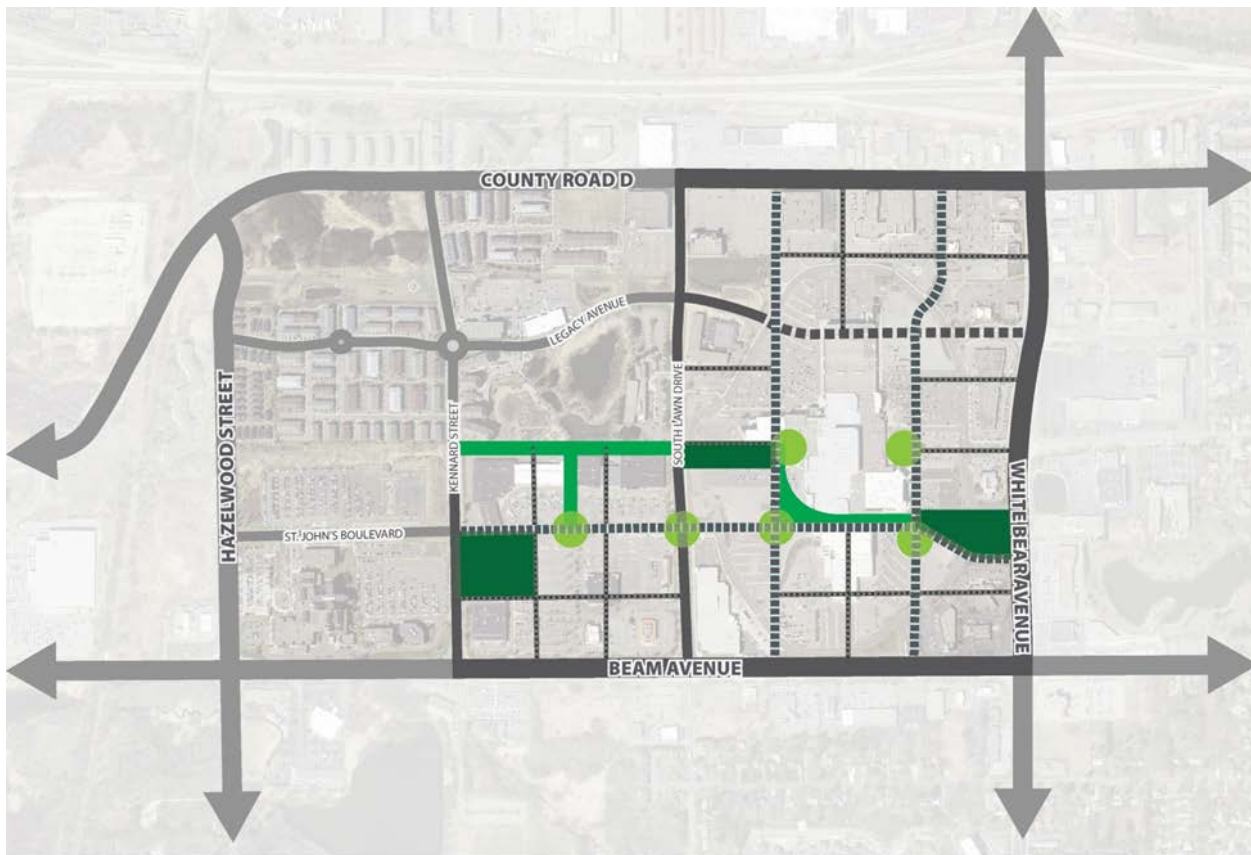 COUNTY ROAD D
LEGACY AVENUE
SOUTH LAWN DRIVE
KENNARD STREET
HAZELWOOD STREET
ST. JOHN'S BOULEVARD
WHITE BEAR AVENUE
BEAM AVENUE